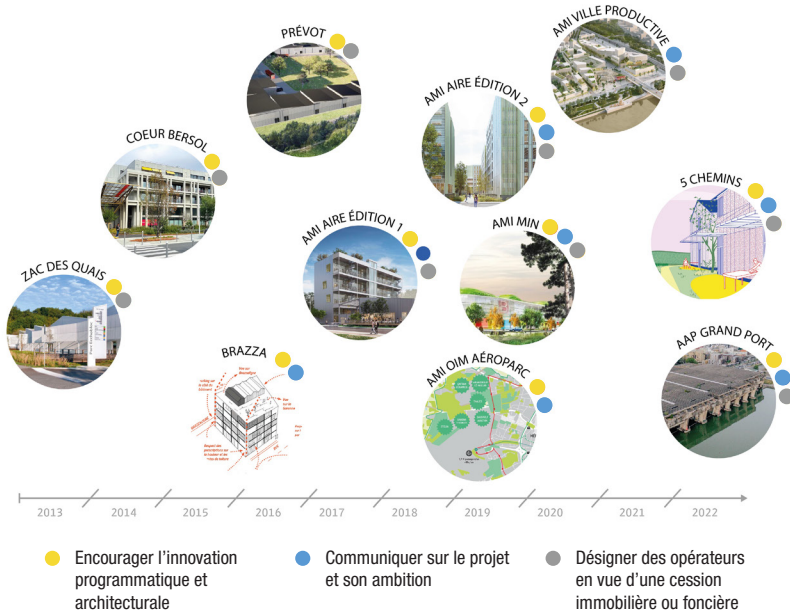 AMI VILLE PRODUCTIVE
PRÉVOT
AMI AIRE ÉDITION 2
COEUR BERSOL
5 CHEMINS
AMI AIRE ÉDITION 1
AMI MIN
ZAC DES QUAIS
BRAZZA
AMI OIM AÉROPARC
AAP GRAND PORT
2013
2014
2015
2016
2017
2018
2019
2020
2021
2022
Encourager l'innovation
programmatique et
architecturale
Communiquer sur le projet
et son ambition
Désigner des opérateurs
en vue d'une cession
immobilière ou foncière